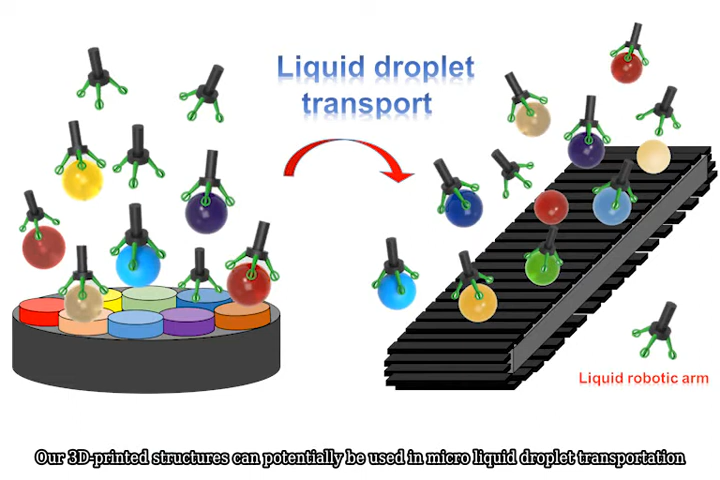 Liquid droplet
transport
Liquid robotic arm
Our 3D-printed structures can potentially be used in micro liquid droplet transportation